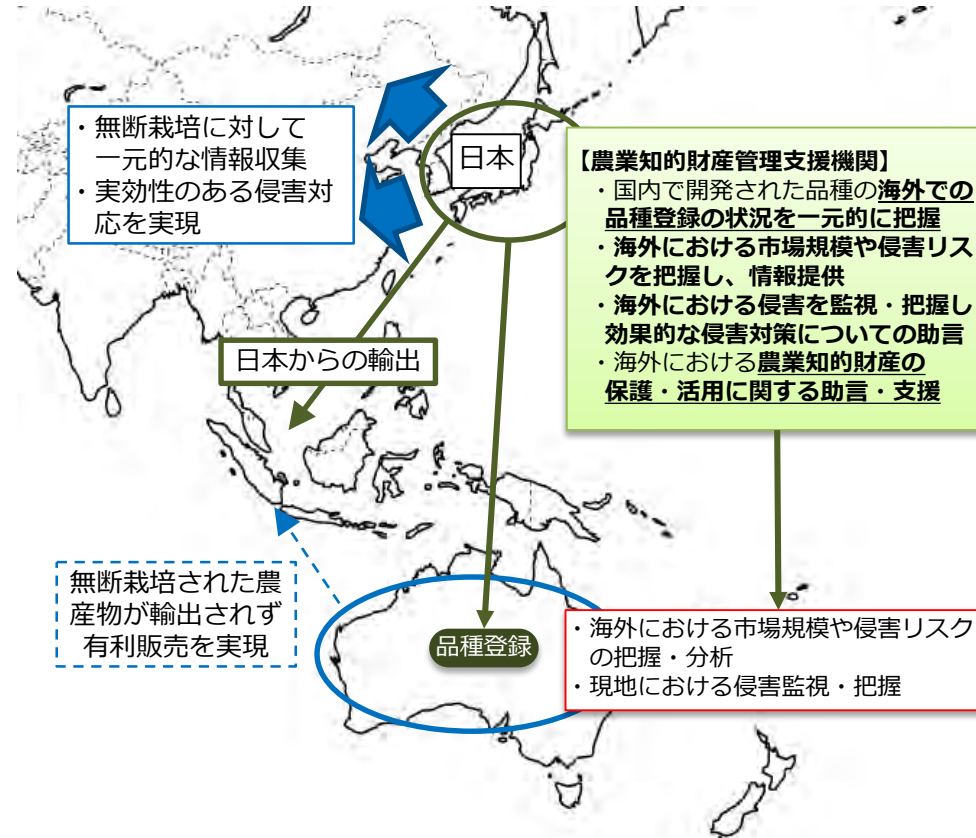 ・無断栽培に対して
一元的な情報収集
・実効性のある侵害対
応を実現
日本
【農業知的財産管理支援機関】
・国内で開発された品種の海外での
品種登録の状況を一元的に把握
・海外における市場規模や侵害リス
クを把握し、情報提供
・海外における侵害を監視・把握し
効果的な侵害対策についての助言
・海外における農業知的財産の
保護・活用に関する助言・支援
日本からの輸出
無断栽培された農
産物が輸出されず
有利販売を実現
品種登録
・海外における市場規模や侵害リスク
の把握・分析
・現地における侵害監視・把握